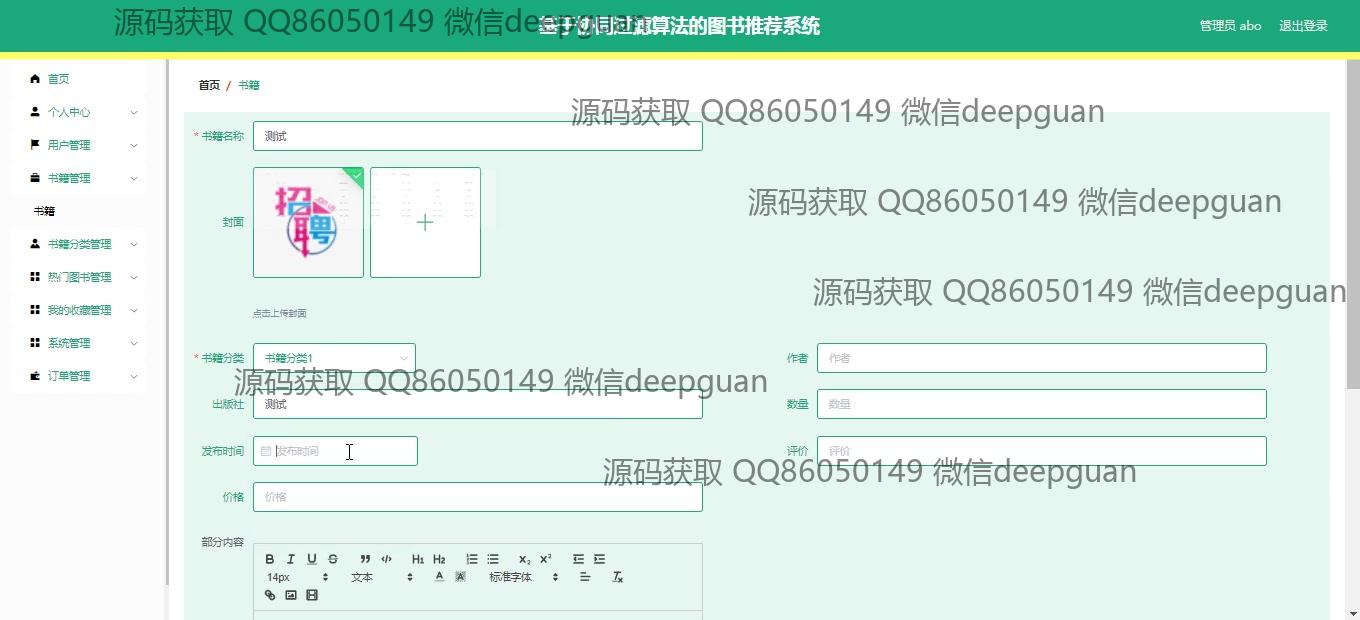 源码获取 QQ86050149 微信deepguan
基于协同过滤算法的图书推荐系统
管理员 abo 退出登录
首页
个人中心
用户管理
书籍管理
书籍
书籍分类管理
热门图书管理
我的收藏管理
系统管理
订单管理
首页 / 书籍
源码获取 QQ86050149 微信deepguan
* 书籍名称 测试
源码获取 QQ86050149 微信deepguan
封面 招聘
源码获取 QQ86050149 微信deepguan
点击上传封面
* 书籍分类 书籍分类1 作者 作者
源码获取 QQ86050149 微信deepguan
出版社 测试 数量 数量
发布时间 发布时间 评价 评价
源码获取 QQ86050149 微信deepguan
价格 价格
部分内容
B I U S H1 H2 X2 X2
14px 文本 A A 标准字体 Tx